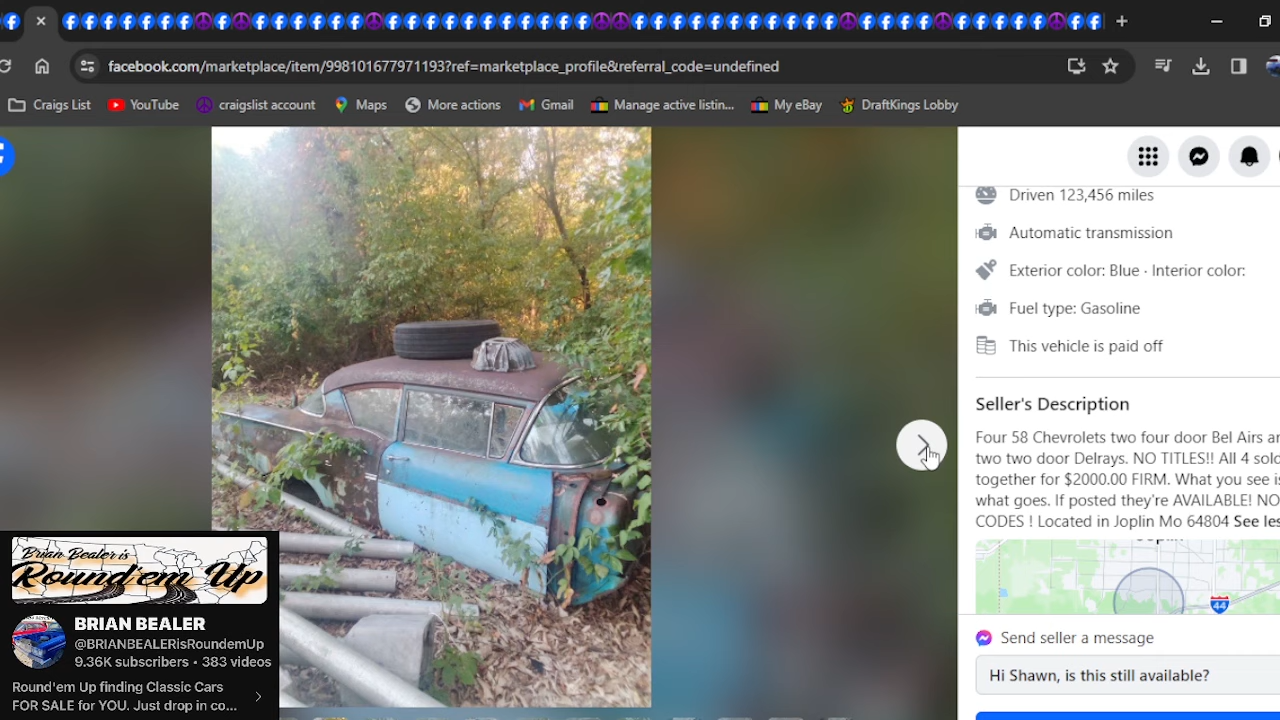 facebook.com/marketplace/item/998101677971193?ref=marketplace_profile&referral_code=undefined
Craigs List
YouTube
craigslist account
Maps
More actions
Gmail
Manage active listin...
My eBay
DraftKings Lobby
Driven 123,456 miles
Automatic transmission
Exterior color: Blue · Interior color:
Fuel type: Gasoline
This vehicle is paid off
Seller's Description
Four 58 Chevrolets two four door Bel Airs
two two door Delrays. NO TITLES!! All 4 sold
together for $2000.00 FIRM. What you see
what goes. If posted they're AVAILABLE! NO
CODES ! Located in Joplin Mo 64804 See
44
Send seller a message
Hi Shawn, is this still available?
Brian Bealer is
Round'em Up
BRIAN BEALER
@BRIANBEALERisRoundemUp
9.36K subscribers • 383 videos
Round'em Up finding Classic Cars
FOR SALE for YOU. Just drop in co...